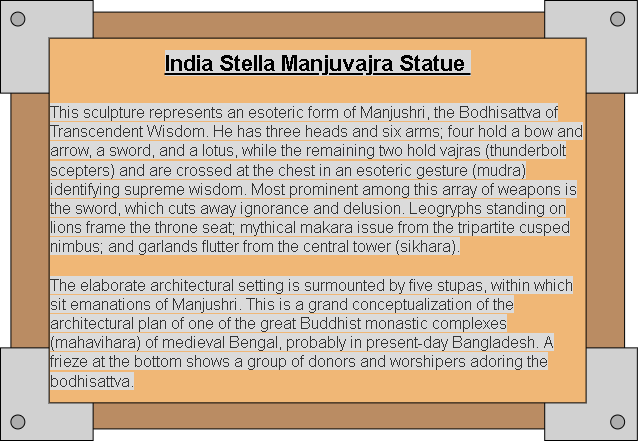 India Stella Manjuvajra Statue
This sculpture represents an esoteric form of Manjushri, the Bodhisattva of
Transcendent Wisdom. He has three heads and six arms; four hold a bow and
arrow, a sword, and a lotus, while the remaining two hold vajras (thunderbolt
scepters) and are crossed at the chest in an esoteric gesture (mudra)
identifying supreme wisdom. Most prominent among this array of weapons is
the sword, which cuts away ignorance and delusion. Leogryphs standing on
lions frame the throne seat; mythical makara issue from the tripartite cusped
nimbus; and garlands flutter from the central tower (sikhara).
The elaborate architectural setting is surmounted by five stupas, within which
sit emanations of Manjushri. This is a grand conceptualization of the
architectural plan of one of the great Buddhist monastic complexes
(mahavihara) of medieval Bengal, probably in present-day Bangladesh. A
frieze at the bottom shows a group of donors and worshipers adoring the
bodhisattva.